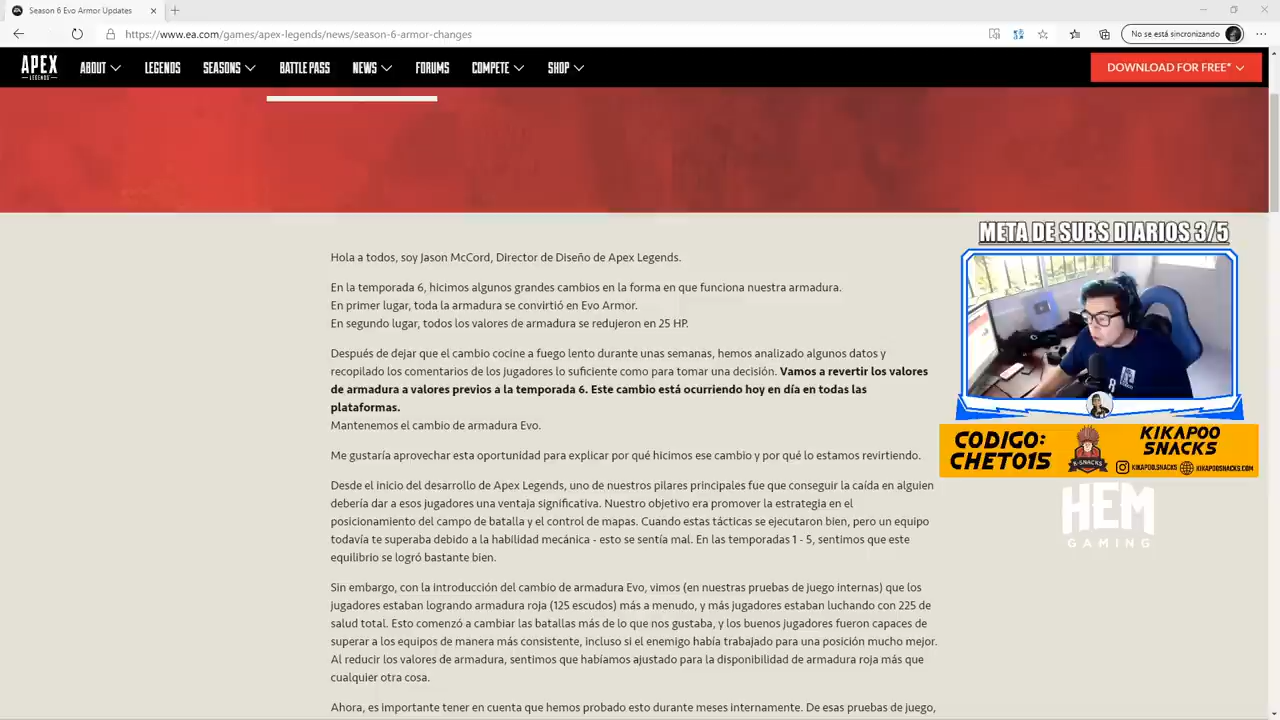 Season 6 Evo Armor Updates
https://www.ea.com/games/apex-legends/news/season-6-armor-changes
No se está sincronizando
APEX
LEGENDS
ABOUT
LEGENDS
SEASONS
BATTLE PASS
NEWS
FORUMS
COMPETE
SHOP
DOWNLOAD FOR FREE*
Hola a todos, soy Jason McCord, Director de Diseño de Apex Legends.
En la temporada 6, hicimos algunos grandes cambios en la forma en que funciona nuestra armadura.
En primer lugar, toda la armadura se convirtió en Evo Armor.
En segundo lugar, todos los valores de armadura se redujeron en 25 HP.
Después de dejar que el cambio cocine a fuego lento durante unas semanas, hemos analizado algunos datos y
recopilado los comentarios de los jugadores lo suficiente como para tomar una decisión. Vamos a revertir los valores
de armadura a valores previos a la temporada 6. Este cambio está ocurriendo hoy en día en todas las
plataformas.
Mantenemos el cambio de armadura Evo.
Me gustaría aprovechar esta oportunidad para explicar por qué hicimos ese cambio y por qué lo estamos revirtiendo.
Desde el inicio del desarrollo de Apex Legends, uno de nuestros pilares principales fue que conseguir la caída en alguien
debería dar a esos jugadores una ventaja significativa. Nuestro objetivo era promover la estrategia en el
posicionamiento del campo de batalla y el control de mapas. Cuando estas tácticas se ejecutaron bien, pero un equipo
todavía te superaba debido a la habilidad mecánica - esto se sentía mal. En las temporadas 1 - 5, sentimos que este
equilibrio se logró bastante bien.
Sin embargo, con la introducción del cambio de armadura Evo, vimos (en nuestras pruebas de juego internas) que los
jugadores estaban logrando armadura roja (125 escudos) más a menudo, y más jugadores estaban luchando con 225 de
salud total. Esto comenzó a cambiar las batallas más de lo que nos gustaba, y los buenos jugadores fueron capaces de
superar a los equipos de manera más consistente, incluso si el enemigo había trabajado para una posición mucho mejor.
Al reducir los valores de armadura, sentimos que habíamos ajustado para la disponibilidad de armadura roja más que
cualquier otra cosa.
Ahora, es importante tener en cuenta que hemos probado esto durante meses internamente. De esas pruebas de juego,
META DE SUBS DIARIOS 3/5
CODIGO:
CHETO15
K-SNACKS
KIKAPOO
SNACKS
KIKAPOO.SNACKS
KIKAPOOSNACKS.COM
HEM
GAMING